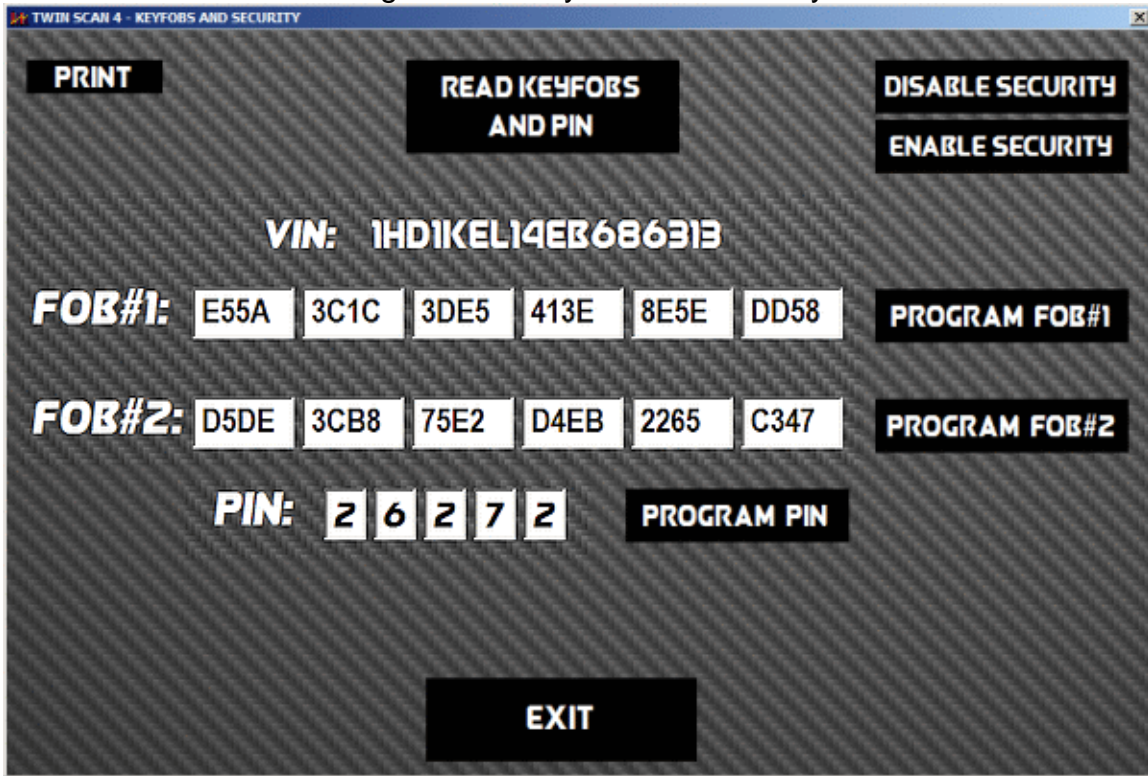 TWIN SCAN 4 - KEYFOBS AND SECURITY
PRINT
READ KEYFOBS
AND PIN
DISABLE SECURITY
ENABLE SECURITY
VIN: 1HD1KEL14EB686313
FOB#1: E55A 3C1C 3DE5 413E 8E5E DD58 PROGRAM FOB#1
FOB#2: D5DE 3CB8 75E2 D4EB 2265 C347 PROGRAM FOB#2
PIN: 2 6 2 7 2 PROGRAM PIN
EXIT